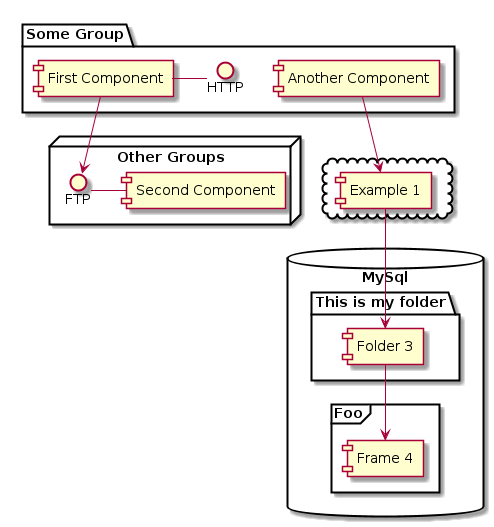 Some Group
First Component
HTTP
Another Component
Other Groups
FTP
Second Component
Example 1
MySql
This is my folder
Folder 3
Foo
Frame 4